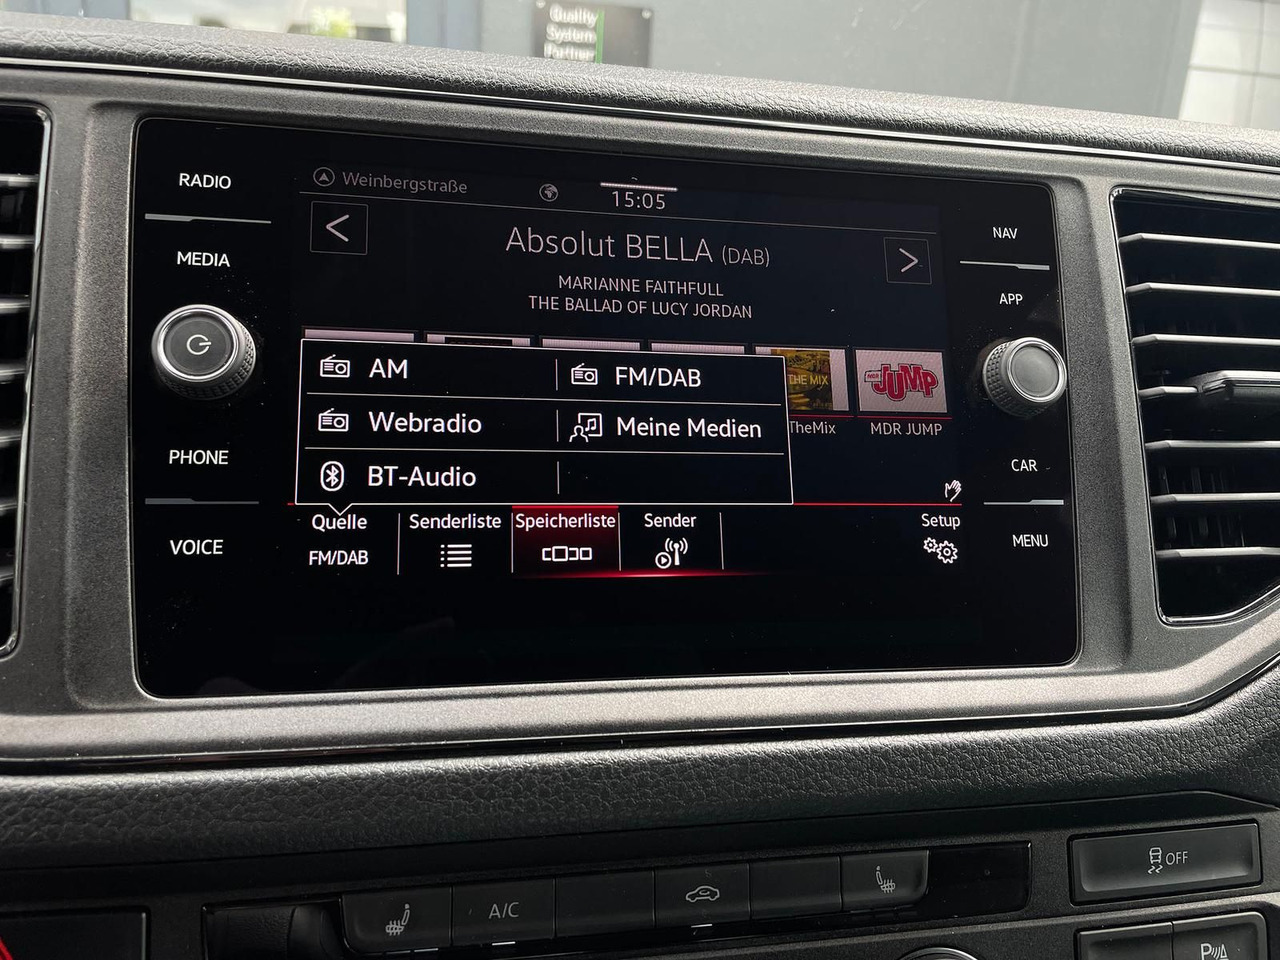 Quality
System
Partner
RADIO
MEDIA
PHONE
VOICE
Weinbergstraße
15:05
Absolut BELLA (DAB)
MARIANNE FAITHFULL
THE BALLAD OF LUCY JORDAN
AM
FM/DAB
Webradio
Meine Medien
BT-Audio
THE MIX
TheMix
MDR JUMP
MDR JUMP
Quelle
FM/DAB
Senderliste
Speicherliste
Sender
Setup
NAV
APP
CAR
MENU
OFF
A/C
P